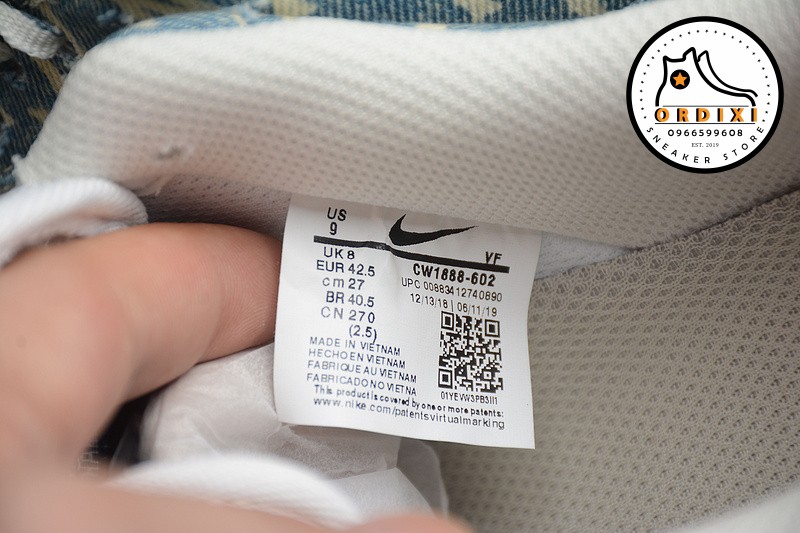 ORDIXI
0966599608
EST. 2019
SNEAKER STORE
US
9
VF
UK 8
EUR 42.5
cm 27
BR 40.5
CN 270
(2.5)
CW1888-602
UPC 00883412740890
12/13/18 | 06/11/19
01YEVW3PB3II1
MADE IN VIETNAM
HECHO EN VIETNAM
FABRIQUE AU VIETNAM
FABRICADO NO VIETNA
This product is covered by one or more patents:
www.nike.com/patentsvirtualmarking